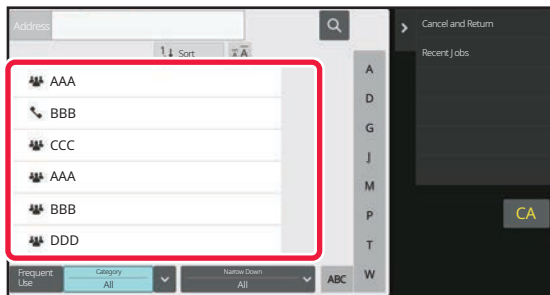 Address
Cancel and Return
Sort
Recent Jobs
AAA
BBB
CCC
AAA
BBB
DDD
A
D
G
J
M
P
T
W
CA
Frequent
Use
Category
All
Narrow Down
All
ABC